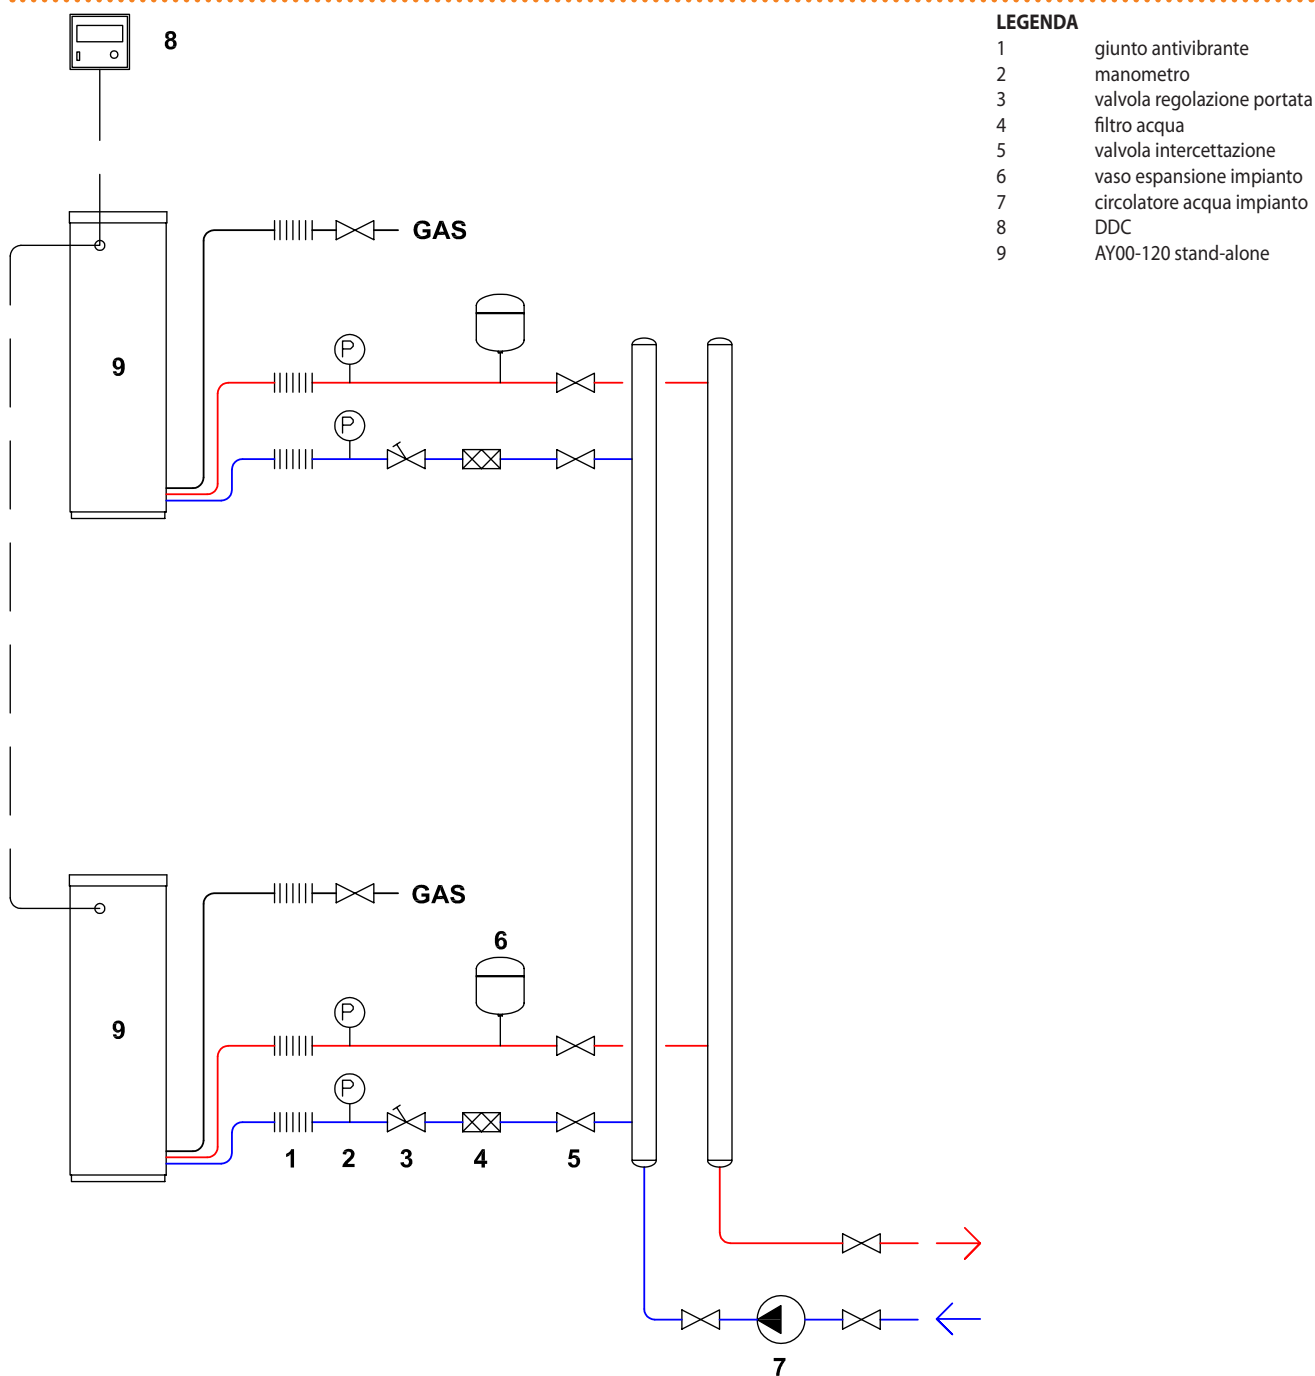 LEGENDA
1 giunto antivibrante
2 manometro
3 valvola regolazione portata
4 filtro acqua
5 valvola intercettazione
6 vaso espansione impianto
7 circolatore acqua impianto
8 DDC
9 AY00-120 stand-alone
8
GAS
P
9
P
GAS
6
P
9
P
1 2 3 4 5
7